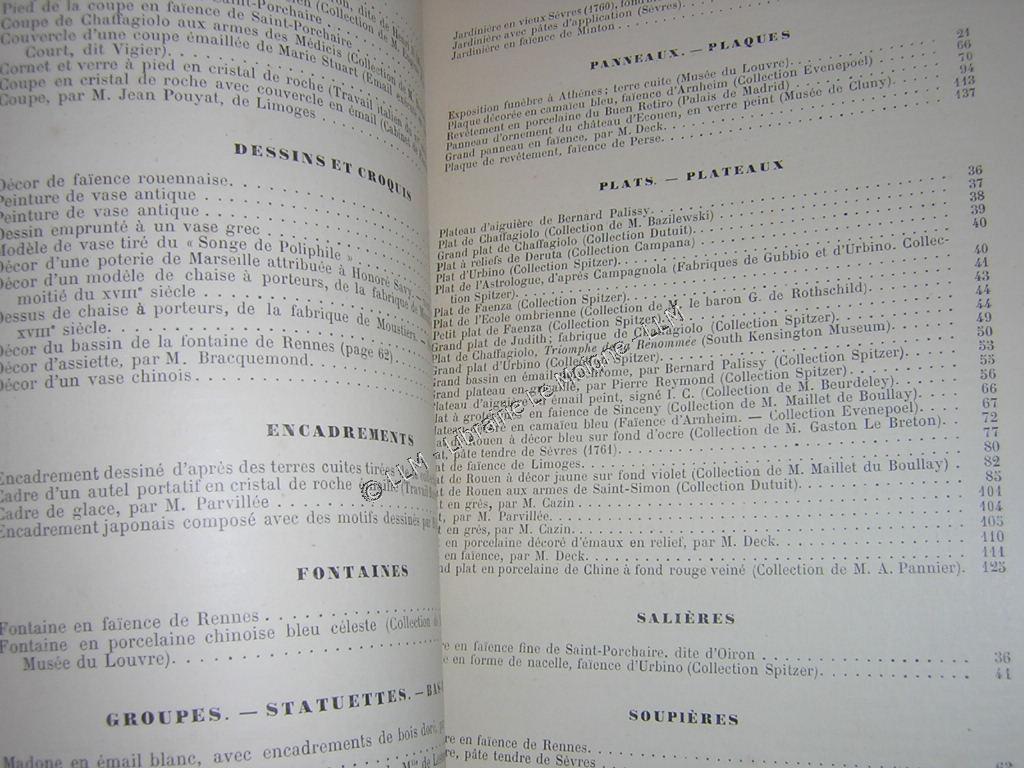 Pied de la coupe en faïence de Saint-Porchaire
Coupe de Chaffagiolo aux armes des Médicis (Collection de M.
Couvercle d'une coupe émaillée de Marie Stuart (Émail
Court, dit Vigier).
Cornet et verre à pied en cristal de roche (Travail italien
Coupe en cristal de roche avec couvercle en émail (Cabinet
Coupe, par M. Jean Pouyat, de Limoges
DESSINS ET CROQUIS
Décor de faïence rouennaise.
Peinture de vase antique
Peinture de vase antique
Dessin emprunté à un vase grec
Modèle de vase tiré du « Songe de Poliphile »
Décor d'une poterie de Marseille attribuée à Honoré Savy.
Décor d'un modèle de chaise à porteurs, de la fabrique de
moitié du XVIIIe siècle
Dessus de chaise à porteurs, de la fabrique de Moustiers.
XVIIIe siècle.
Décor du bassin de la fontaine de Rennes (page 62)
Décor d'assiette, par M. Bracquemond.
Décor d'un vase chinois
ENCADREMENTS
Encadrement dessiné d'après des terres cuites tirées
Cadre d'un autel portatif en cristal de roche émaillé (Travail
Cadre de glace, par M. Parvillée
Encadrement japonais composé avec des motifs dessinés par
FONTAINES
Fontaine en faïence de Rennes
Fontaine en porcelaine chinoise bleu céleste (Collection de
Musée du Louvre).
GROUPES. — STATUETTES. — BAS
Madone en émail blanc, avec encadrements de bois doré,
Jardinière en vieux Sèvres (1760),
Jardinière avec pâtes d'application (Sèvres).
Jardinière en faïence de Minton
PANNEAUX. — PLAQUES
Exposition funèbre à Athènes; terre cuite (Musée du Louvre). 21
Plaque décorée en camaïeu bleu, faïence d'Arnheim (Collection Evenepoel) 66
Revêtement en porcelaine du Buen Retiro (Palais de Madrid) 70
Panneau d'ornement du château d'Écouen, en verre peint (Musée de Cluny). 94
Grand panneau en faïence, par M. Deck. 113
Plaque de revêtement, faïence de Perse. 137
PLATS. — PLATEAUX
Plateau d'aiguière de Bernard Palissy. 36
Plat de Chaffagiolo (Collection de M. Bazilewski) 37
Grand plat de Chaffagiolo (Collection Dutuit). 38
Plat à reliefs de Deruta (Collection Campana) 39
Plat d'Urbino (Collection Spitzer). 40
Plat de l'Astrologue, d'après Campagnola (Fabriques de Gubbio et d'Urbino. Collec-
tion Spitzer). 40
Plat de Faenza (Collection Spitzer). 41
Plat de l'École ombrienne (Collection de M. le baron G. de Rothschild). 43
Petit plat de Faenza (Collection Spitzer). 44
Grand plat de Judith; fabrique de Chaffagiolo (Collection Spitzer). 44
Plat de Chaffagiolo, Triomphe de la Renommée (South Kensington Museum). 49
Grand plat d'Urbino (Collection Spitzer). 50
Grand bassin en émail polychrome, par Bernard Palissy (Collection Spitzer). 53
Grand plateau en grisaille, par Pierre Reymond (Collection Spitzer). 55
Plateau d'aiguière en émail peint, signé I. C. (Collection de M. Beurdeley). 56
Plat à grotesques en faïence de Sinceny (Collection de M. Maillet de Boullay). 66
Plateau en camaïeu bleu (Faïence d'Arnheim. — Collection Evenepoel). 67
de Rouen à décor bleu sur fond d'ocre (Collection de M. Gaston Le Breton). 72
pâte tendre de Sèvres (1761). 77
de faïence de Limoges. 80
de Rouen à décor jaune sur fond violet (Collection de M. Maillet du Boullay) . 82
de Rouen aux armes de Saint-Simon (Collection Dutuit). 85
en grès, par M. Cazin 101
par M. Parvillée. 104
en grès, par M. Cazin. 105
en porcelaine décoré d'émaux en relief, par M. Deck. 110
en faïence, par M. Deck. 111
plat en porcelaine de Chine à fond rouge veiné (Collection de M. A. Pannier). 125
SALIÈRES
en faïence fine de Saint-Porchaire, dite d'Oiron 36
en forme de nacelle, faïence d'Urbino (Collection Spitzer). 41
SOUPIÈRES
en faïence de Rennes.
pâte tendre de Sèvres
© LLM - Librairie Le Moine - LLM